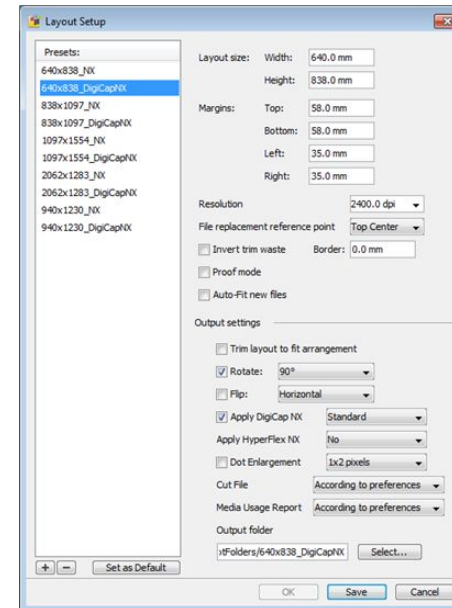 Layout Setup
Presets:
640x838_NX
640x838_DigiCapNX
838x1097_NX
838x1097_DigiCapNX
1097x1554_NX
1097x1554_DigiCapNX
2062x1283_NX
2062x1283_DigiCapNX
940x1230_NX
940x1230_DigiCapNX
+ − Set as Default
Layout size: Width: 640.0 mm
Height: 838.0 mm
Margins: Top: 58.0 mm
Bottom: 58.0 mm
Left: 35.0 mm
Right: 35.0 mm
Resolution 2400.0 dpi
File replacement reference point Top Center
Invert trim waste Border: 0.0 mm
Proof mode
Auto-Fit new files
Output settings
Trim layout to fit arrangement
Rotate: 90°
Flip: Horizontal
Apply DigiCap NX Standard
Apply HyperFlex NX No
Dot Enlargement 1x2 pixels
Cut File According to preferences
Media Usage Report According to preferences
Output folder
otFolders/640x838_DigiCapNX Select...
OK Save Cancel